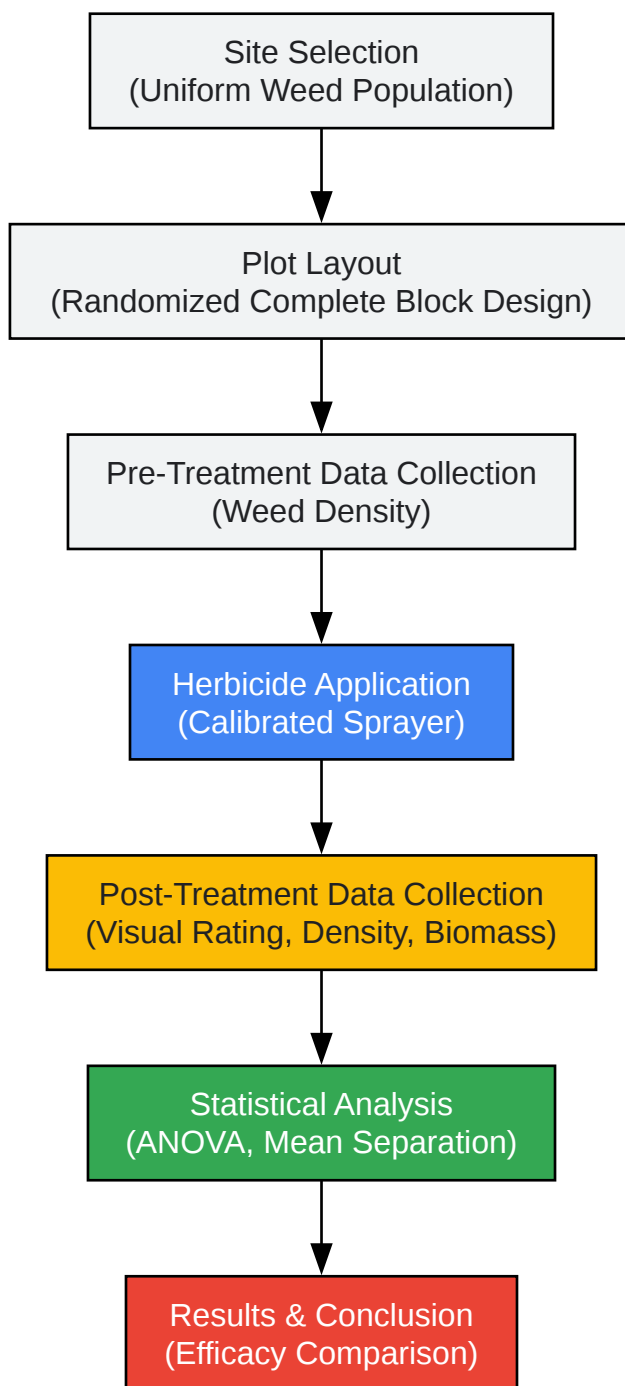 Site Selection
(Uniform Weed Population)
Plot Layout
(Randomized Complete Block Design)
Pre-Treatment Data Collection
(Weed Density)
Herbicide Application
(Calibrated Sprayer)
Post-Treatment Data Collection
(Visual Rating, Density, Biomass)
Statistical Analysis
(ANOVA, Mean Separation)
Results & Conclusion
(Efficacy Comparison)